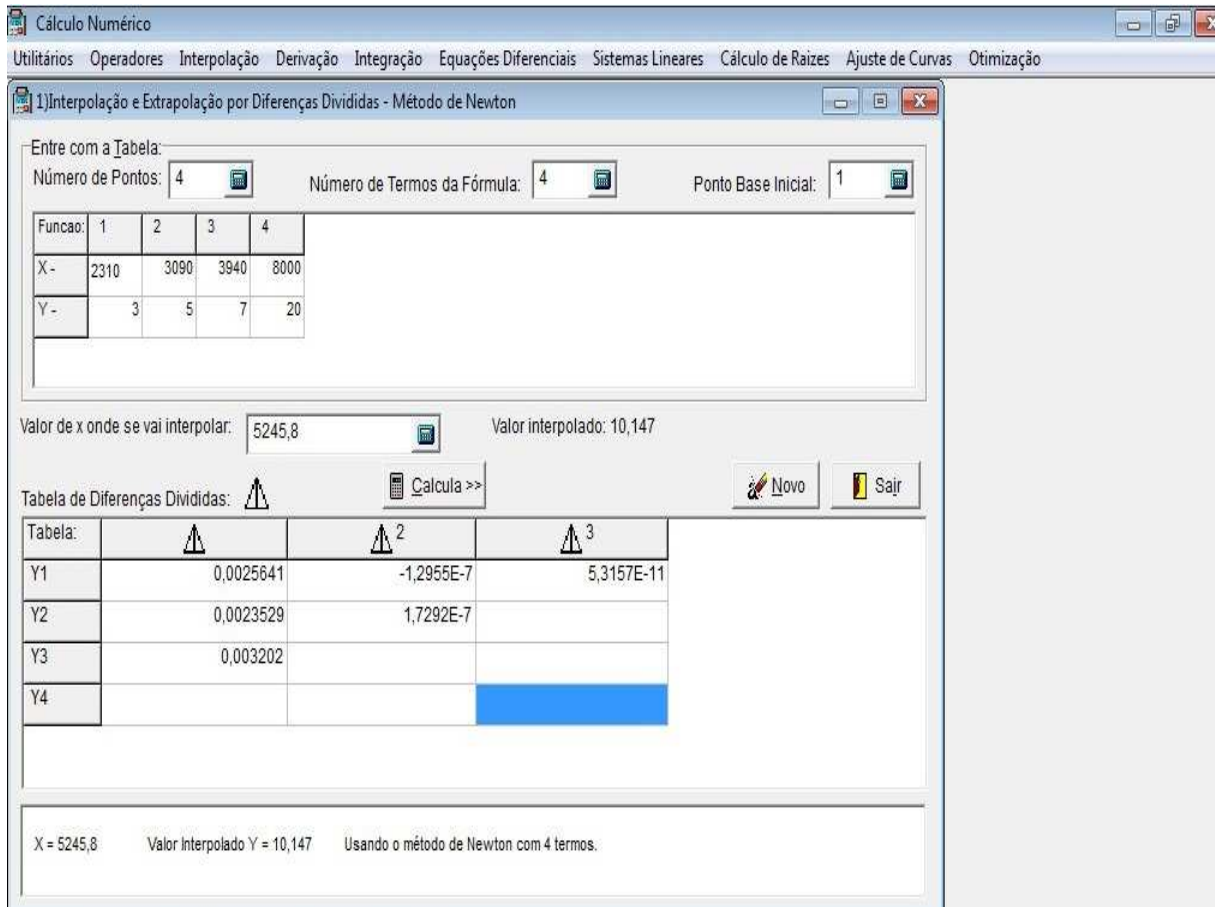 Cálculo Numérico
Utilitários Operadores Interpolação Derivação Integração Equações Diferenciais Sistemas Lineares Cálculo de Raizes Ajuste de Curvas Otimização
1)Interpolação e Extrapolação por Diferenças Divididas - Método de Newton
Entre com a Tabela:
Número de Pontos: 4 Número de Termos da Fórmula: 4 Ponto Base Inicial: 1
Funcao: 1 2 3 4
X - 2310 3090 3940 8000
Y - 3 5 7 20
Valor de x onde se vai interpolar: 5245,8 Valor interpolado: 10,147
Tabela de Diferenças Divididas: Calcula >> Novo Sair
Tabela: 2 3
Y1 0,0025641 -1,2955E-7 5,3157E-11
Y2 0,0023529 1,7292E-7
Y3 0,003202
Y4
X = 5245,8 Valor Interpolado Y = 10,147 Usando o método de Newton com 4 termos.